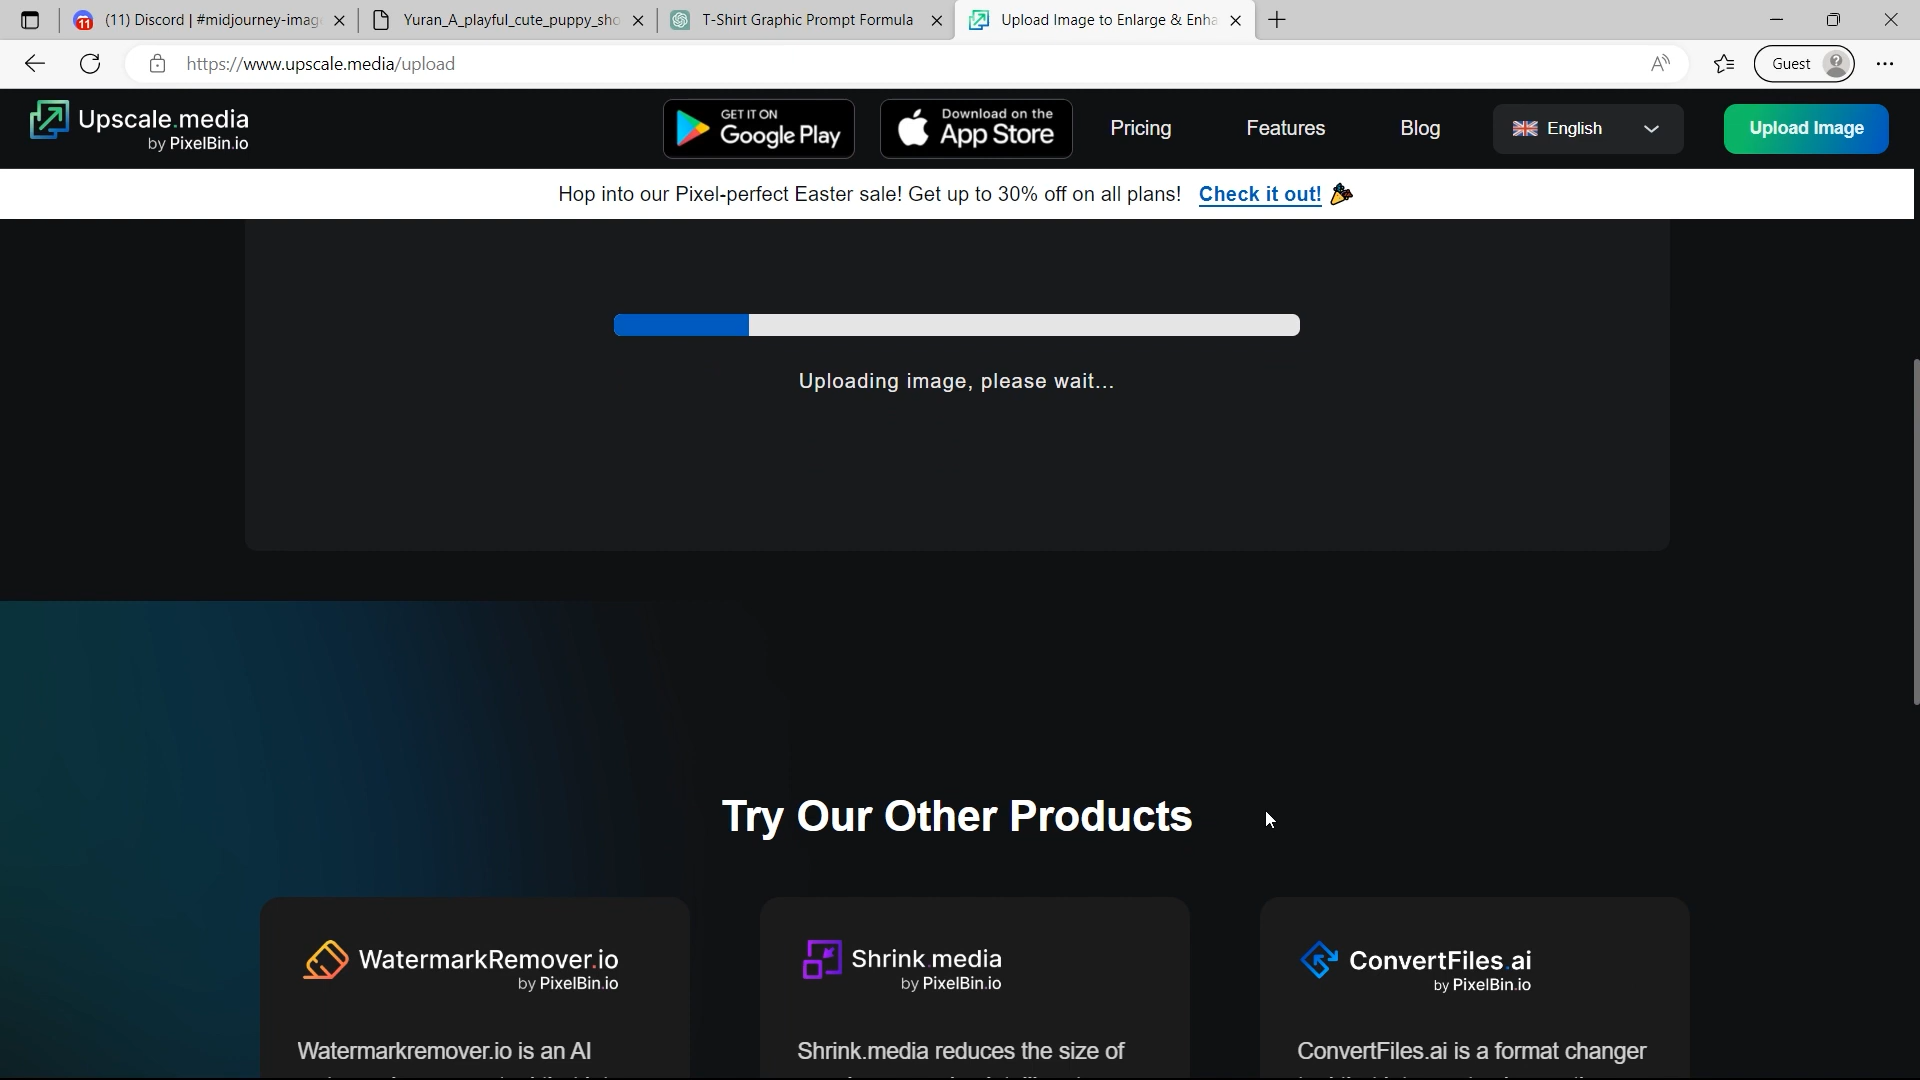 (11) Discord | #midjourney-imag
Yuran_A_playful_cute_puppy_sho
T-Shirt Graphic Prompt Formula
Upload Image to Enlarge & Enha
https://www.upscale.media/upload
Guest
Upscale.media
by PixelBin.io
GET IT ON
Google Play
Download on the
App Store
Pricing
Features
Blog
English
Upload Image
Hop into our Pixel-perfect Easter sale! Get up to 30% off on all plans! Check it out!
Uploading image, please wait...
Try Our Other Products
WatermarkRemover.io
by PixelBin.io
Shrink.media
by PixelBin.io
ConvertFiles.ai
by PixelBin.io
Watermarkremover.io is an AI
Shrink.media reduces the size of
ConvertFiles.ai is a format changer